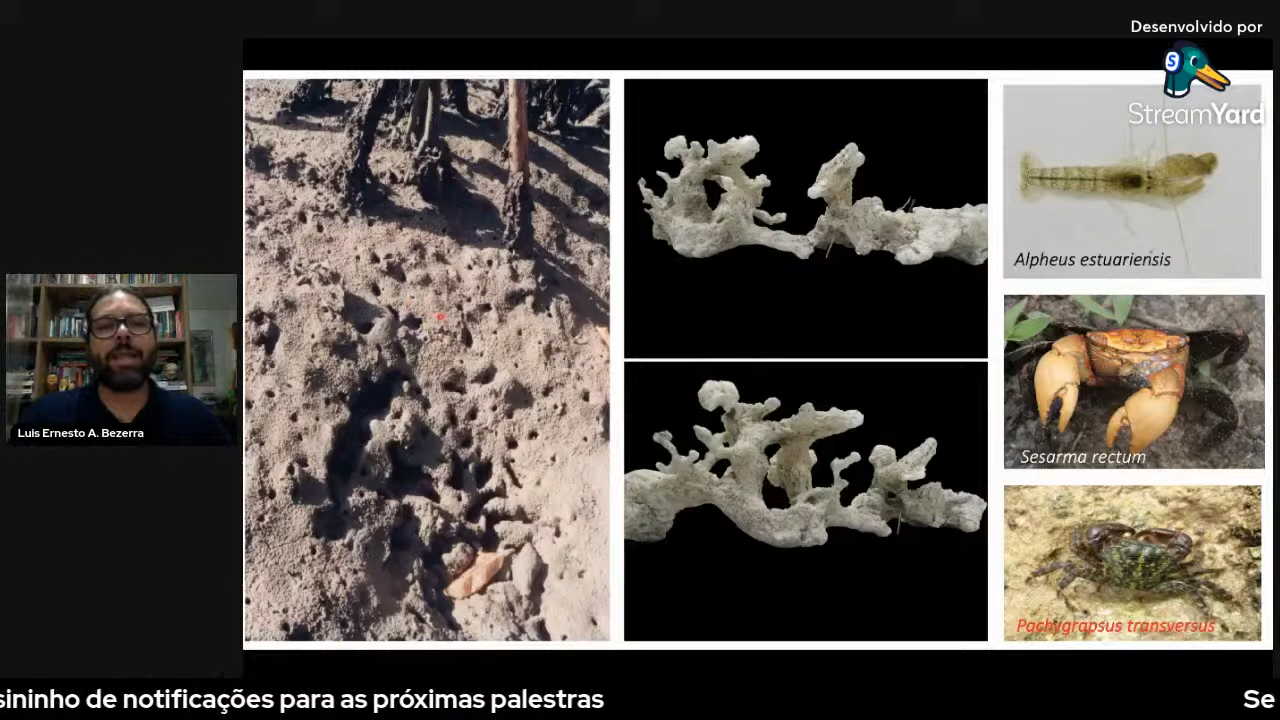 Desenvolvido por
StreamYard
Alpheus estuariensis
Sesarma rectum
Luis Ernesto A. Bezerra
Pachygrapsus transversus
sininho de notificações para as próximas palestras
Se